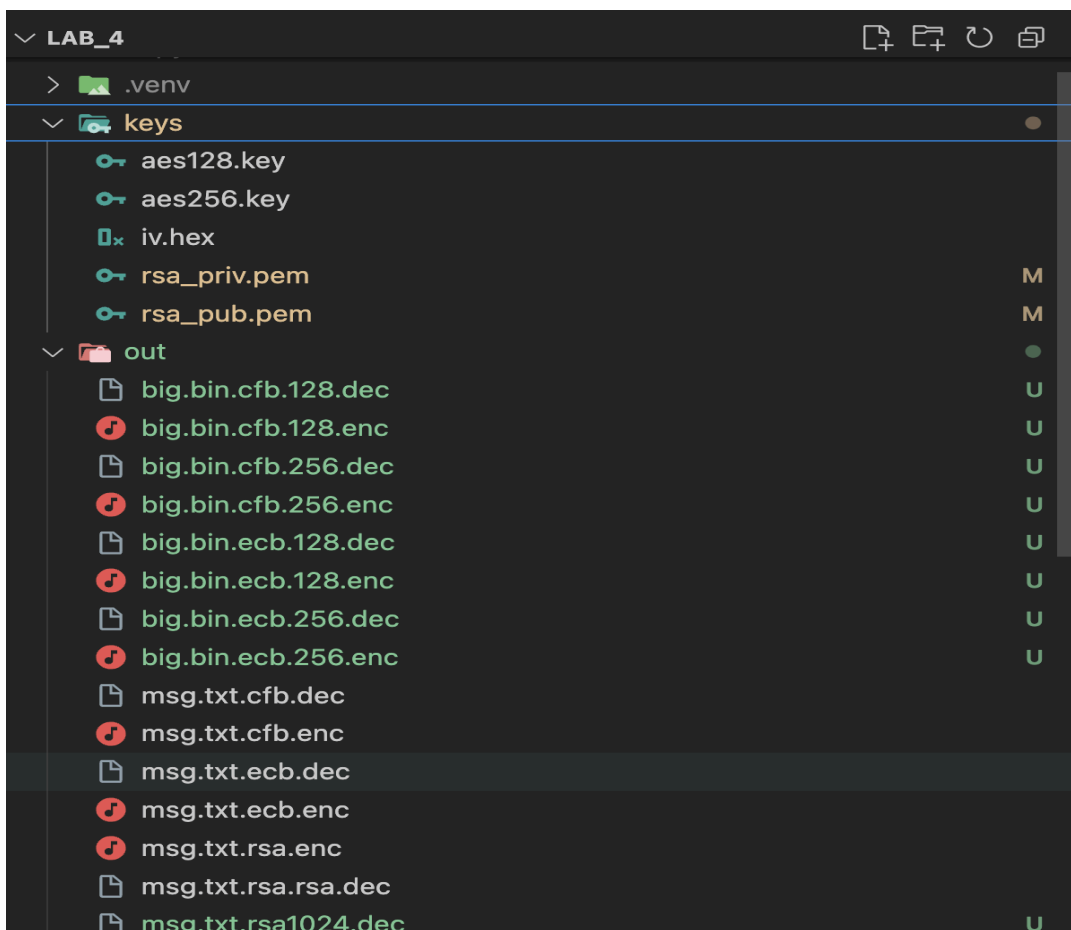 LAB_4
.venv
keys
aes128.key
aes256.key
iv.hex
rsa_priv.pem M
rsa_pub.pem M
out
big.bin.cfb.128.dec U
big.bin.cfb.128.enc U
big.bin.cfb.256.dec U
big.bin.cfb.256.enc U
big.bin.ecb.128.dec U
big.bin.ecb.128.enc U
big.bin.ecb.256.dec U
big.bin.ecb.256.enc U
msg.txt.cfb.dec
msg.txt.cfb.enc
msg.txt.ecb.dec
msg.txt.ecb.enc
msg.txt.rsa.enc
msg.txt.rsa.rsa.dec
msg.txt.rsa1024.dec U